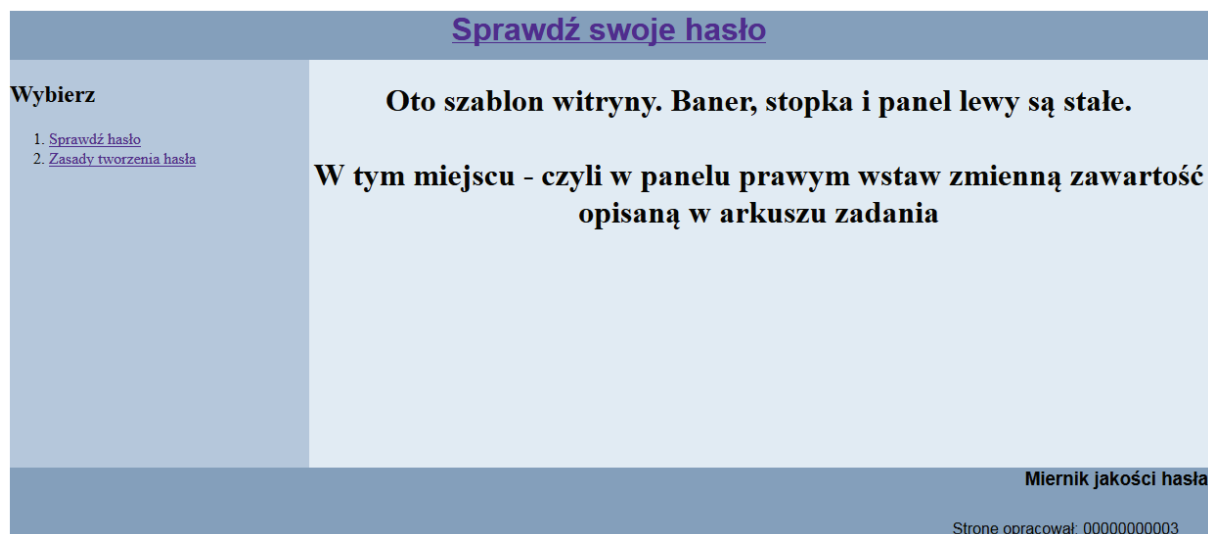 Sprawdź swoje hasło
Wybierz
1. Sprawdź hasło
2. Zasady tworzenia hasła
Oto szablon witryny. Baner, stopka i panel lewy są stałe.
W tym miejscu - czyli w panelu prawym wstaw zmienną zawartość
opisaną w arkuszu zadania
Miernik jakości hasła
Stronę opracował: 00000000003